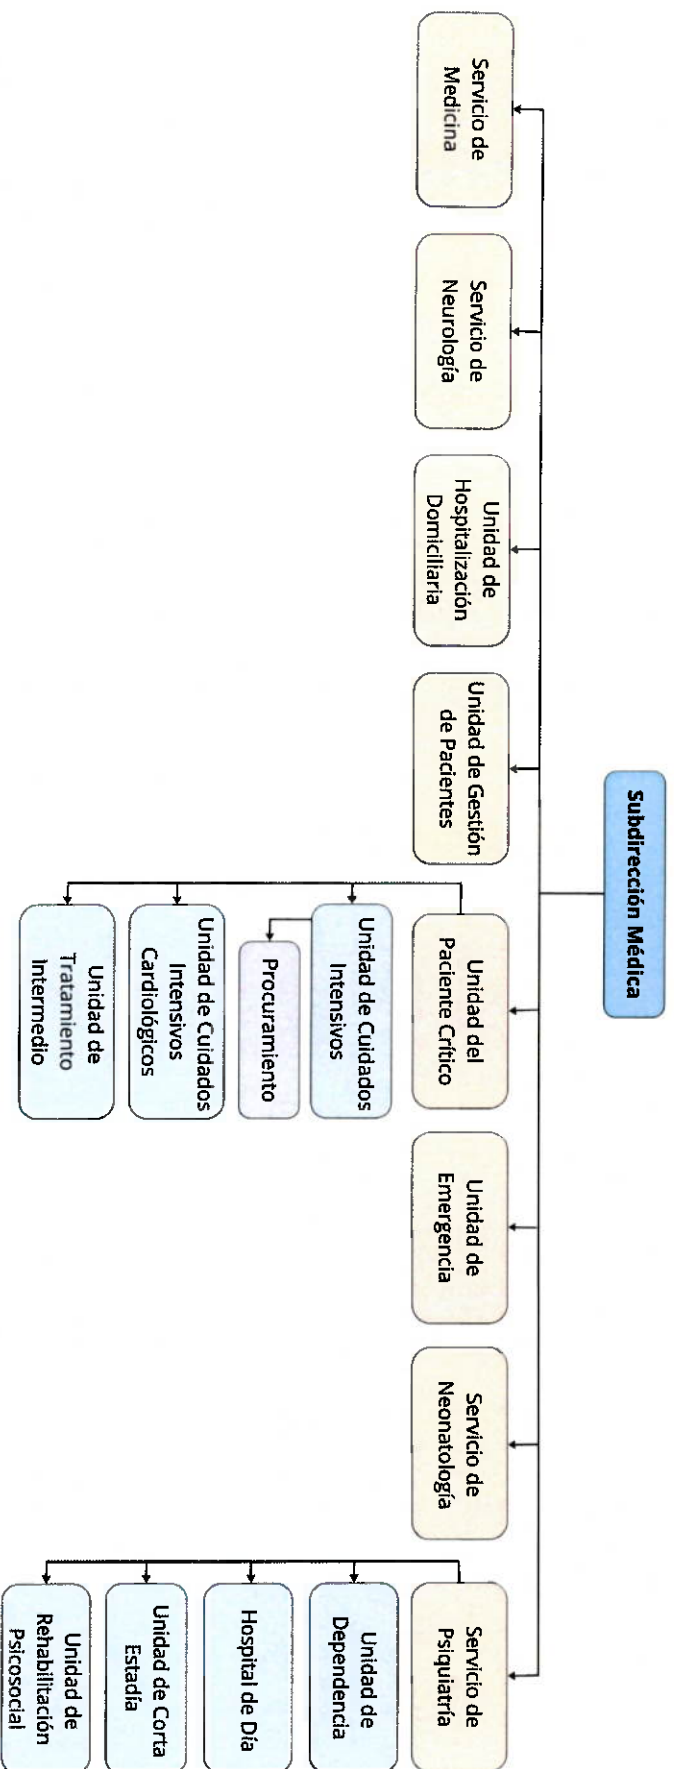 Subdirección Médica
Servicio de
Medicina
Servicio de
Neurología
Unidad de
Hospitalización
Domiciliaria
Unidad de Gestión
de Pacientes
Unidad del
Paciente Crítico
Unidad de Cuidados
Intensivos
Procuramiento
Unidad de Cuidados
Intensivos
Cardiológicos
Unidad de
Tratamiento
Intermedio
Unidad de
Emergencia
Servicio de
Neonatología
Servicio de
Psiquiatría
Unidad de
Dependencia
Hospital de Día
Unidad de Corta
Estadía
Unidad de
Rehabilitación
Psicosocial